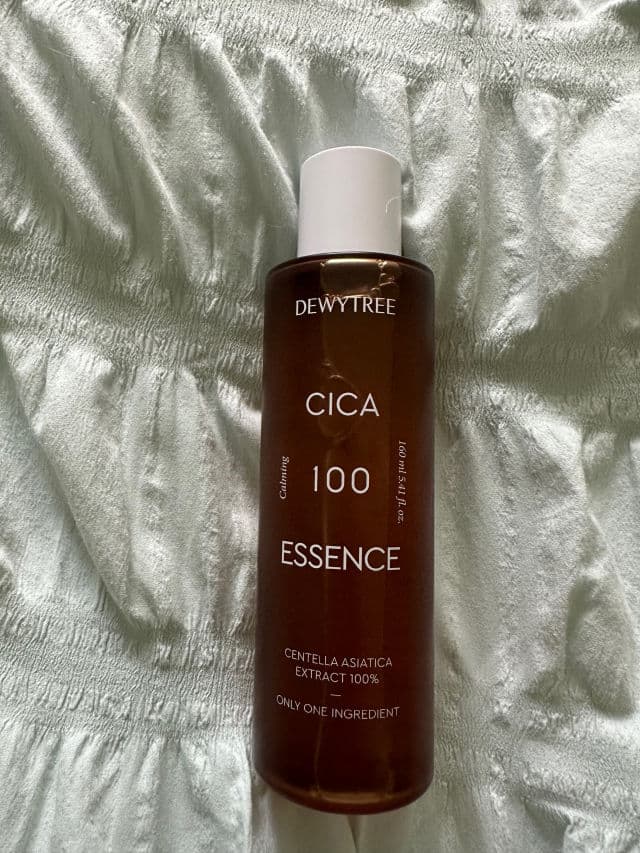 DEWYTREE
CICA
Calming
100
160 ml 5.41 fl. oz.
ESSENCE
CENTELLA ASIATICA
EXTRACT 100%
—
ONLY ONE INGREDIENT